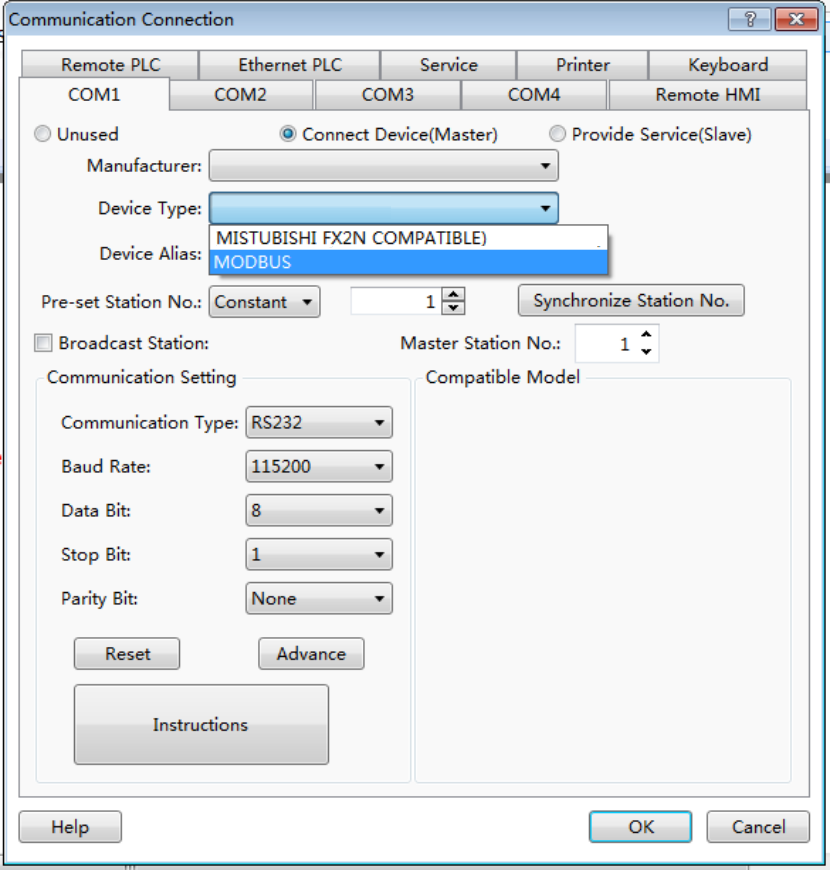 Communication Connection
?
Remote PLC Ethernet PLC Service Printer Keyboard
COM1 COM2 COM3 COM4 Remote HMI
Unused Connect Device(Master) Provide Service(Slave)
Manufacturer:
Device Type:
MISTUBISHI FX2N COMPATIBLE)
Device Alias:
MODBUS
Pre-set Station No.: Constant 1 Synchronize Station No.
Broadcast Station: Master Station No.: 1
Communication Setting Compatible Model
Communication Type: RS232
Baud Rate: 115200
Data Bit: 8
Stop Bit: 1
Parity Bit: None
Reset Advance
Instructions
Help OK Cancel